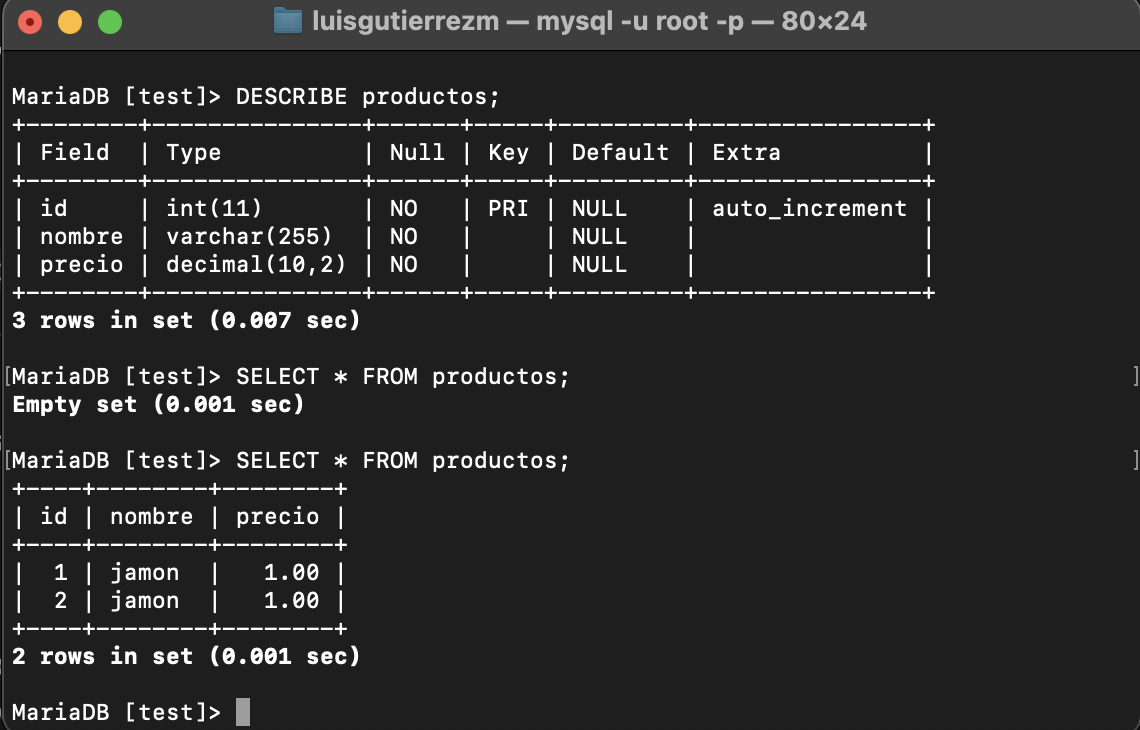 luisgutierrezm — mysql -u root -p — 80×24
MariaDB [test]> DESCRIBE productos;
+---------+---------------+------+-----+---------+----------------+
| Field   | Type          | Null | Key | Default | Extra          |
+---------+---------------+------+-----+---------+----------------+
| id      | int(11)       | NO   | PRI | NULL    | auto_increment |
| nombre  | varchar(255)  | NO   |     | NULL    |                |
| precio  | decimal(10,2) | NO   |     | NULL    |                |
+---------+---------------+------+-----+---------+----------------+
3 rows in set (0.007 sec)
[MariaDB [test]> SELECT * FROM productos; ]
Empty set (0.001 sec)
[MariaDB [test]> SELECT * FROM productos; ]
+----+--------+--------+
| id | nombre | precio |
+----+--------+--------+
|  1 | jamon  |   1.00 |
|  2 | jamon  |   1.00 |
+----+--------+--------+
2 rows in set (0.001 sec)
MariaDB [test]>